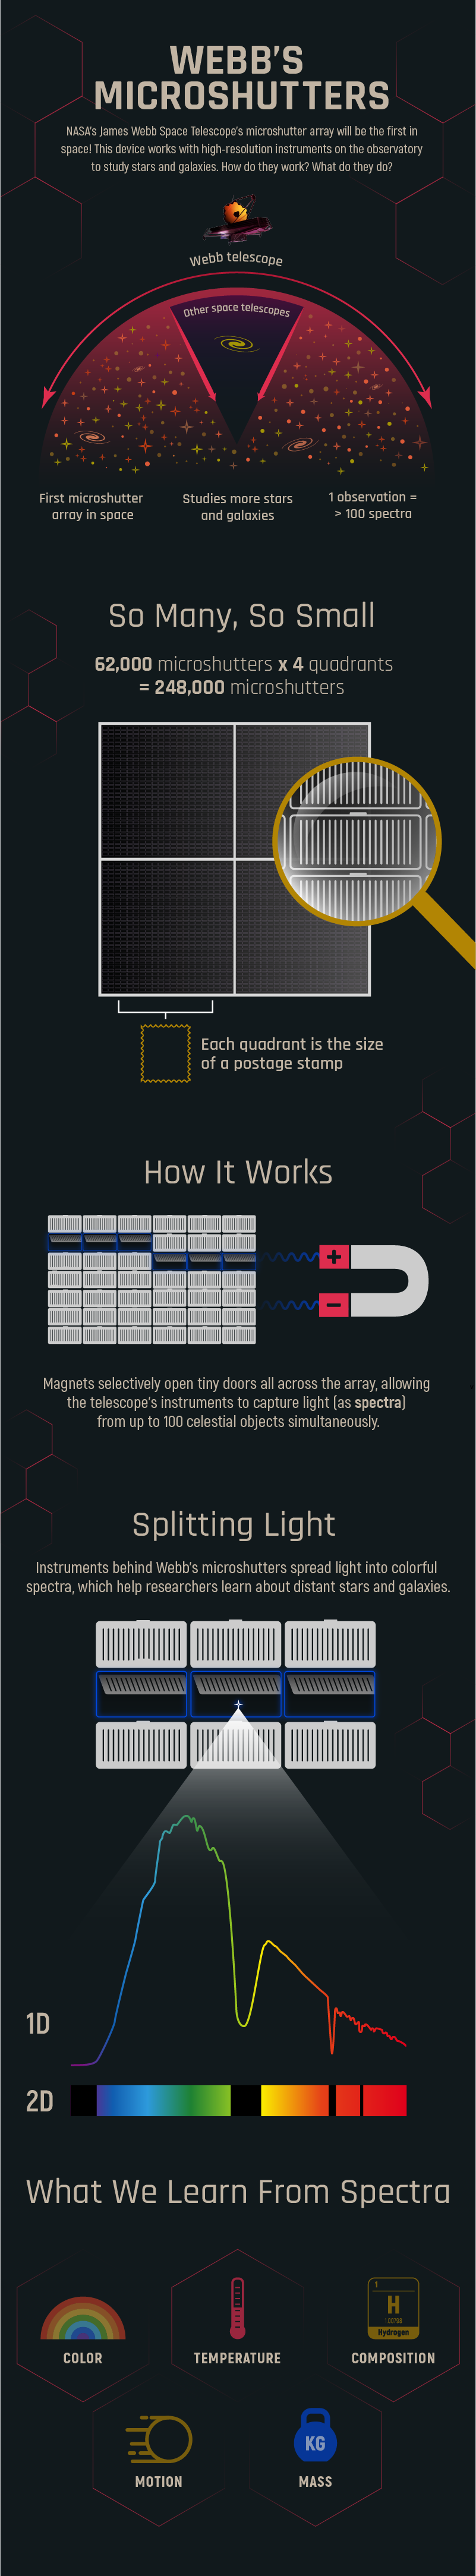 WEBB'S
MICROSHUTTERS
NASA's James Webb Space Telescope's microshutter array will be the first in
space! This device works with high-resolution instruments on the observatory
to study stars and galaxies. How do they work? What do they do?
Webb telescope
Other space telescopes
First microshutter
array in space
Studies more stars
and galaxies
1 observation =
> 100 spectra
So Many, So Small
62,000 microshutters x 4 quadrants
= 248,000 microshutters
Each quadrant is the size
of a postage stamp
How It Works
+
−
Magnets selectively open tiny doors all across the array, allowing
the telescope's instruments to capture light (as spectra)
from up to 100 celestial objects simultaneously.
Splitting Light
Instruments behind Webb's microshutters spread light into colorful
spectra, which help researchers learn about distant stars and galaxies.
1D
2D
What We Learn From Spectra
COLOR
TEMPERATURE
1
H
1.00798
Hydrogen
COMPOSITION
MOTION
KG
MASS